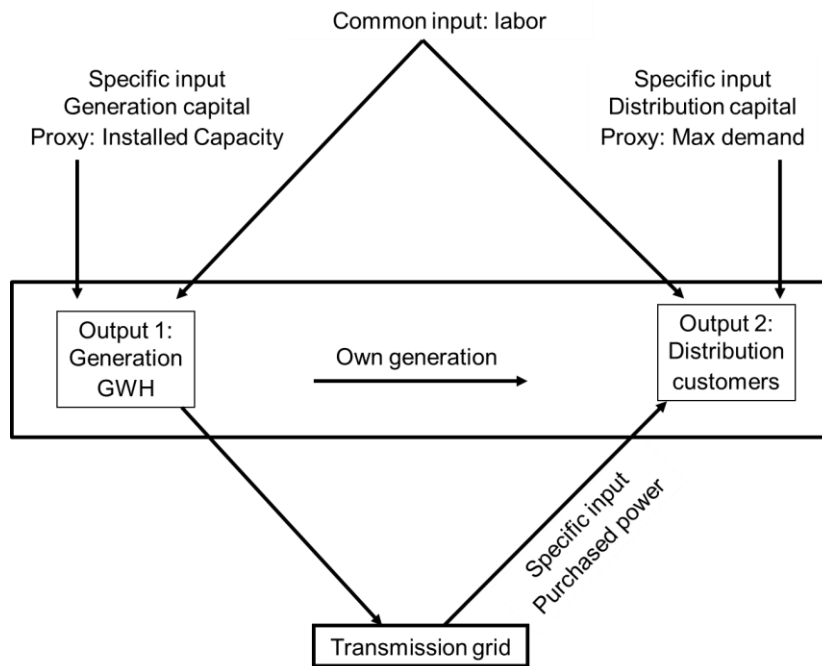 Common input: labor
Specific input
Generation capital
Proxy: Installed Capacity
Specific input
Distribution capital
Proxy: Max demand
Output 1:
Generation
GWH
Own generation
Output 2:
Distribution
customers
Specific input
Purchased power
Transmission grid